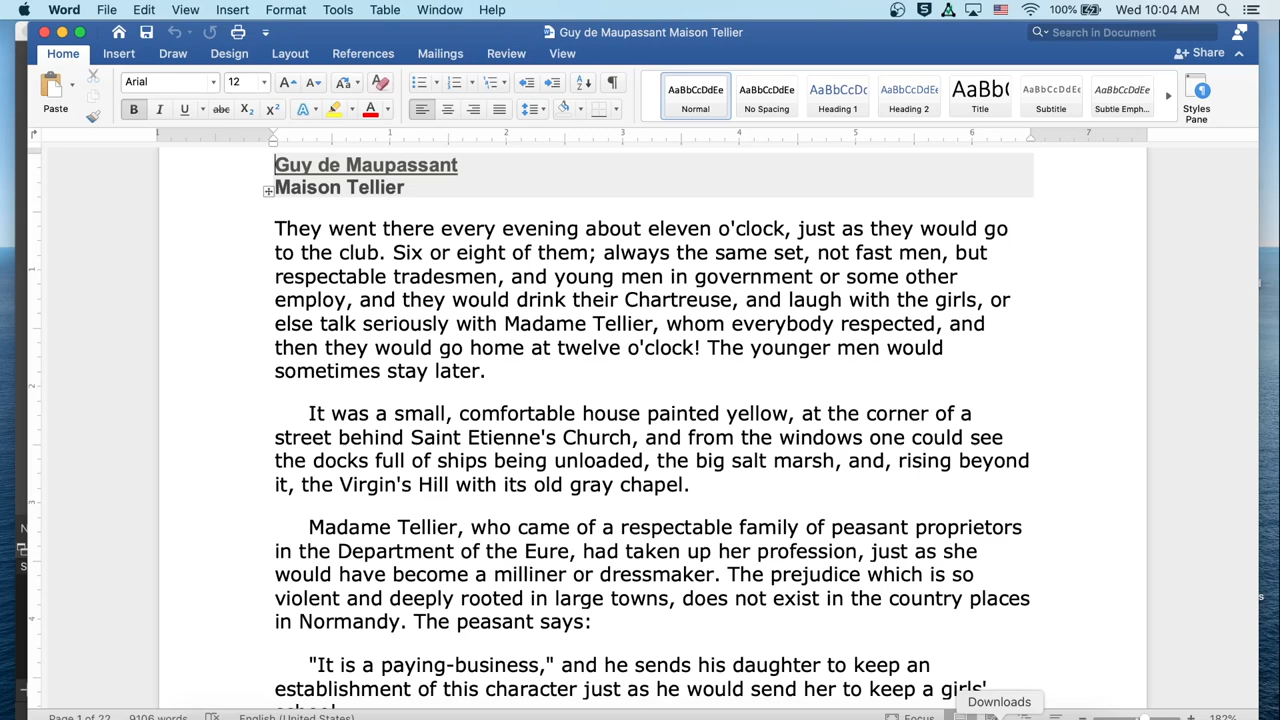 Word File Edit View Insert Format Tools Table Window Help 100% Wed 10:04 AM
Guy de Maupassant Maison Tellier
Search in Document
Home Insert Draw Design Layout References Mailings Review View Share
Paste
Arial 12
B I U abc X₂ X² A A
AaBbCcDdEe AaBbCcDdEe AaBbCcDc AaBbCcDdEe AaBbC AaBbCcDdEe AaBbCcDdEe
Normal No Spacing Heading 1 Heading 2 Title Subtitle Subtle Emph...
Styles
Pane
1 1 2 3 4 5 6 7
Guy de Maupassant
Maison Tellier
They went there every evening about eleven o'clock, just as they would go
to the club. Six or eight of them; always the same set, not fast men, but
respectable tradesmen, and young men in government or some other
employ, and they would drink their Chartreuse, and laugh with the girls, or
else talk seriously with Madame Tellier, whom everybody respected, and
then they would go home at twelve o'clock! The younger men would
sometimes stay later.
It was a small, comfortable house painted yellow, at the corner of a
street behind Saint Etienne's Church, and from the windows one could see
the docks full of ships being unloaded, the big salt marsh, and, rising beyond
it, the Virgin's Hill with its old gray chapel.
Madame Tellier, who came of a respectable family of peasant proprietors
in the Department of the Eure, had taken up her profession, just as she
would have become a milliner or dressmaker. The prejudice which is so
violent and deeply rooted in large towns, does not exist in the country places
in Normandy. The peasant says:
"It is a paying-business," and he sends his daughter to keep an
establishment of this character just as he would send her to keep a girls'
Downloads
Page 1 of 22 9106 words English (United States) Focus 182%